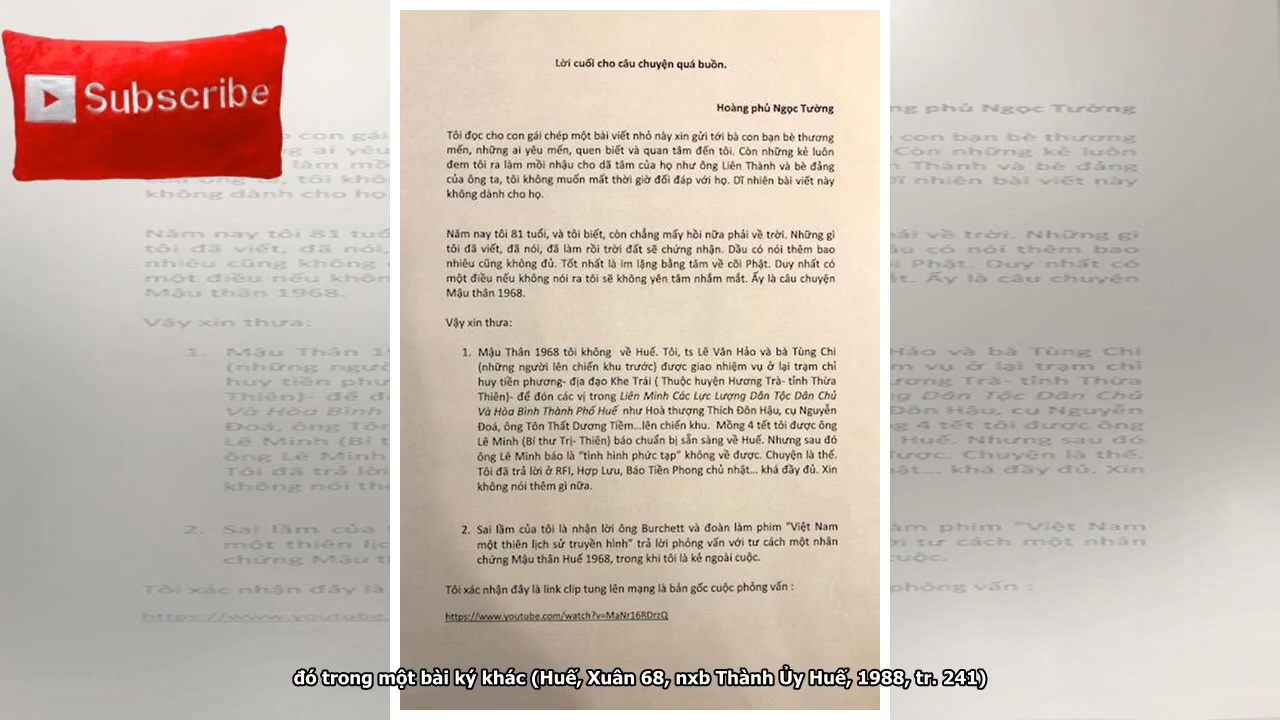 Subscribe
Lời cuối cho câu chuyện quá buồn.
Hoàng phủ Ngọc Tường
Tôi đọc cho con gái chép một bài viết nhỏ này xin gửi tới bà con bạn bè thương
mến, những ai yêu mến, quen biết và quan tâm đến tôi. Còn những kẻ luôn
đem tôi ra làm mồi nhậu cho dã tâm của họ như ông Liên Thành và bè đảng
của ông ta, tôi không muốn mất thời giờ đối đáp với họ. Dĩ nhiên bài viết này
không dành cho họ.
Năm nay tôi 81 tuổi, và tôi biết, còn chẳng mấy hồi nữa phải về trời. Những gì
tôi đã viết, đã nói, đã làm rồi trời đất sẽ chứng nhận. Dầu có nói thêm bao
nhiêu cũng không đủ. Tốt nhất là im lặng bằng tâm về cõi Phật. Duy nhất có
một điều nếu không nói ra tôi sẽ không yên tâm nhắm mắt. Ấy là câu chuyện
Mậu thân 1968.
Vậy xin thưa:
1. Mậu Thân 1968 tôi không về Huế. Tôi, ts Lê Văn Hảo và bà Tùng Chi
(những người lên chiến khu trước) được giao nhiệm vụ ở lại trạm chỉ
huy tiền phương- địa đạo Khe Trái ( Thuộc huyện Hương Trà- tỉnh Thừa
Thiên)- để đón các vị trong Liên Minh Các Lực Lượng Dân Tộc Dân Chủ
Và Hòa Bình Thành Phố Huế như Hoà thượng Thích Đôn Hậu, cụ Nguyễn
Đoá, ông Tôn Thất Dương Tiềm...lên chiến khu. Mồng 4 tết tôi được ông
Lê Minh (Bí thư Trị- Thiên) báo chuẩn bị sẵn sàng về Huế. Nhưng sau đó
ông Lê Minh báo là “tình hình phức tạp” không về được. Chuyện là thế.
Tôi đã trả lời ở RFI, Hợp Lưu, Báo Tiền Phong chủ nhật... khá đầy đủ. Xin
không nói thêm gì nữa.
2. Sai lầm của tôi là nhận lời ông Burchett và đoàn làm phim "Việt Nam
một thiên lịch sử truyền hình" trả lời phỏng vấn với tư cách một nhân
chứng Mậu thân Huế 1968, trong khi tôi là kẻ ngoài cuộc.
Tôi xác nhận đây là link clip tung lên mạng là bản gốc cuộc phỏng vấn :
https://www.youtube.com/watch?v=MaNr16RDrzQ
đó trong một bài ký khác (Huế, Xuân 68, nxb Thành Ủy Huế, 1988, tr. 241)